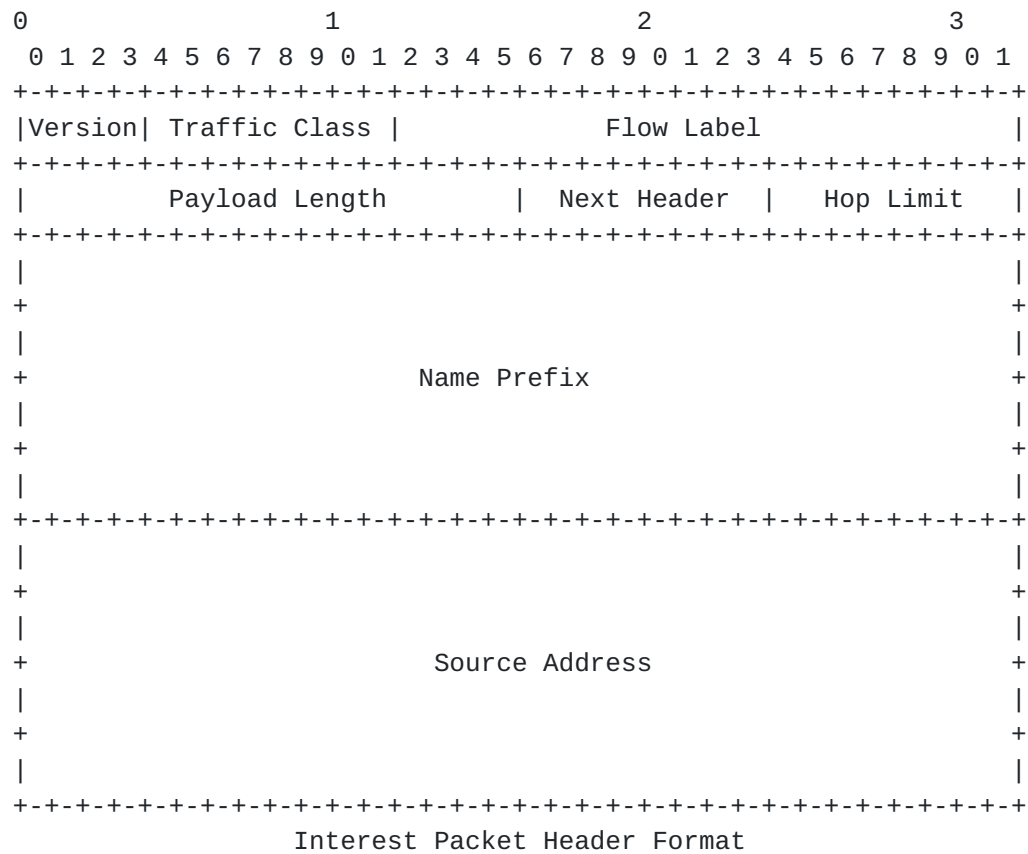 0                   1                   2                   3
 0 1 2 3 4 5 6 7 8 9 0 1 2 3 4 5 6 7 8 9 0 1 2 3 4 5 6 7 8 9 0 1
+-+-+-+-+-+-+-+-+-+-+-+-+-+-+-+-+-+-+-+-+-+-+-+-+-+-+-+-+-+-+-+-+
|Version| Traffic Class |             Flow Label                |
+-+-+-+-+-+-+-+-+-+-+-+-+-+-+-+-+-+-+-+-+-+-+-+-+-+-+-+-+-+-+-+-+
|         Payload Length        |  Next Header  |   Hop Limit   |
+-+-+-+-+-+-+-+-+-+-+-+-+-+-+-+-+-+-+-+-+-+-+-+-+-+-+-+-+-+-+-+-+
|                                                               |
+                                                               +
|                                                               |
+                         Name Prefix                           +
|                                                               |
+                                                               +
|                                                               |
+-+-+-+-+-+-+-+-+-+-+-+-+-+-+-+-+-+-+-+-+-+-+-+-+-+-+-+-+-+-+-+-+
|                                                               |
+                                                               +
|                                                               |
+                          Source Address                       +
|                                                               |
+                                                               +
|                                                               |
+-+-+-+-+-+-+-+-+-+-+-+-+-+-+-+-+-+-+-+-+-+-+-+-+-+-+-+-+-+-+-+-+
                  Interest Packet Header Format